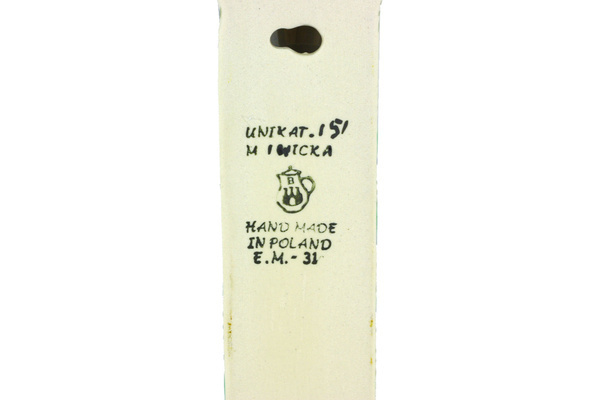 UNIKAT.151
M IWICKA
B
HAND MADE
IN POLAND
E.M.-31